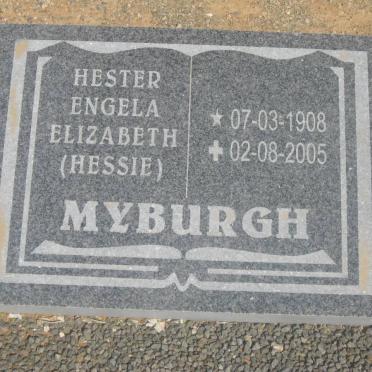 HESTER
ENGELA
ELIZABETH
(HESSIE)
★ 07-03-1908
✝ 02-08-2005
MYBURGH